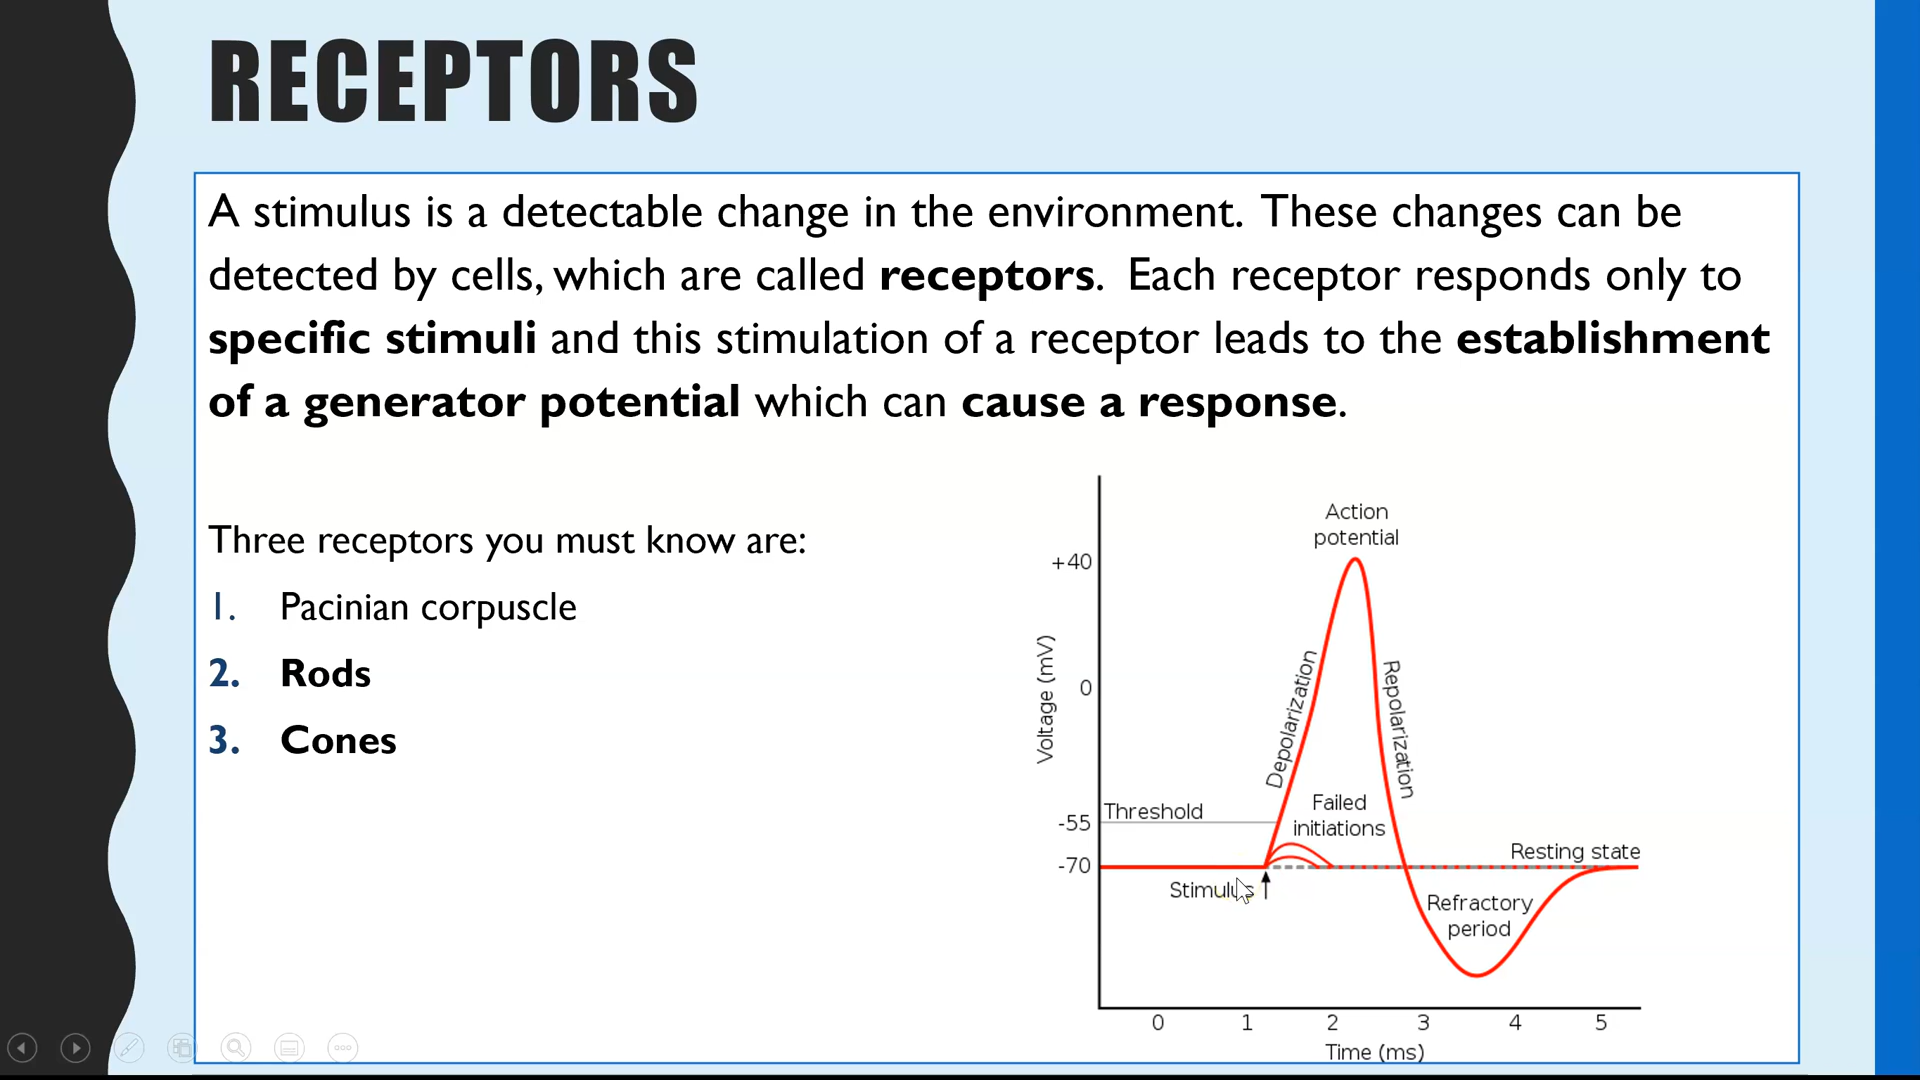 RECEPTORS
A stimulus is a detectable change in the environment. These changes can be
detected by cells, which are called receptors. Each receptor responds only to
specific stimuli and this stimulation of a receptor leads to the establishment
of a generator potential which can cause a response.
Three receptors you must know are:
1. Pacinian corpuscle
2. Rods
3. Cones
Action
potential
+40
Voltage (mV)
0
Depolarization
Repolarization
Failed
initiations
Threshold
-55
-70
Resting state
Stimulus
Refractory
period
0 1 2 3 4 5
Time (ms)